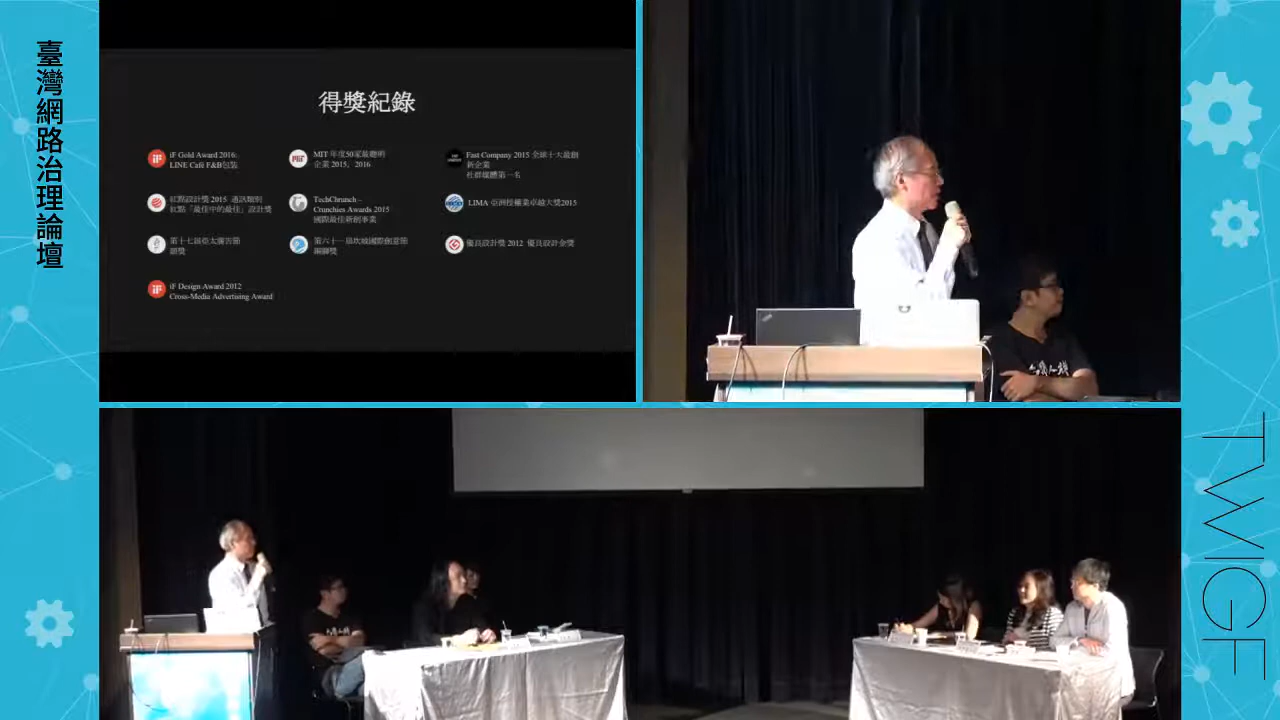 臺灣網路治理論壇
得獎紀錄
iF Gold Award 2016:
LINE Café F&B包裝
MIT 年度50家最聰明
企業 2015，2016
Fast Company 2015 全球十大最創
新企業
社群媒體第一名
紅點設計獎 2015 通訊類別
紅點「最佳中的最佳」設計獎
TechChrunch -
Crunchies Awards 2015
國際最佳新創事業
LIMA 亞洲授權業卓越大獎2015
第十七屆亞太廣告節
銀獎
第六十一屆坎城國際創意節
銅獅獎
優良設計獎 2012 優良設計金獎
iF Design Award 2012
Cross-Media Advertising Award
TWIGF